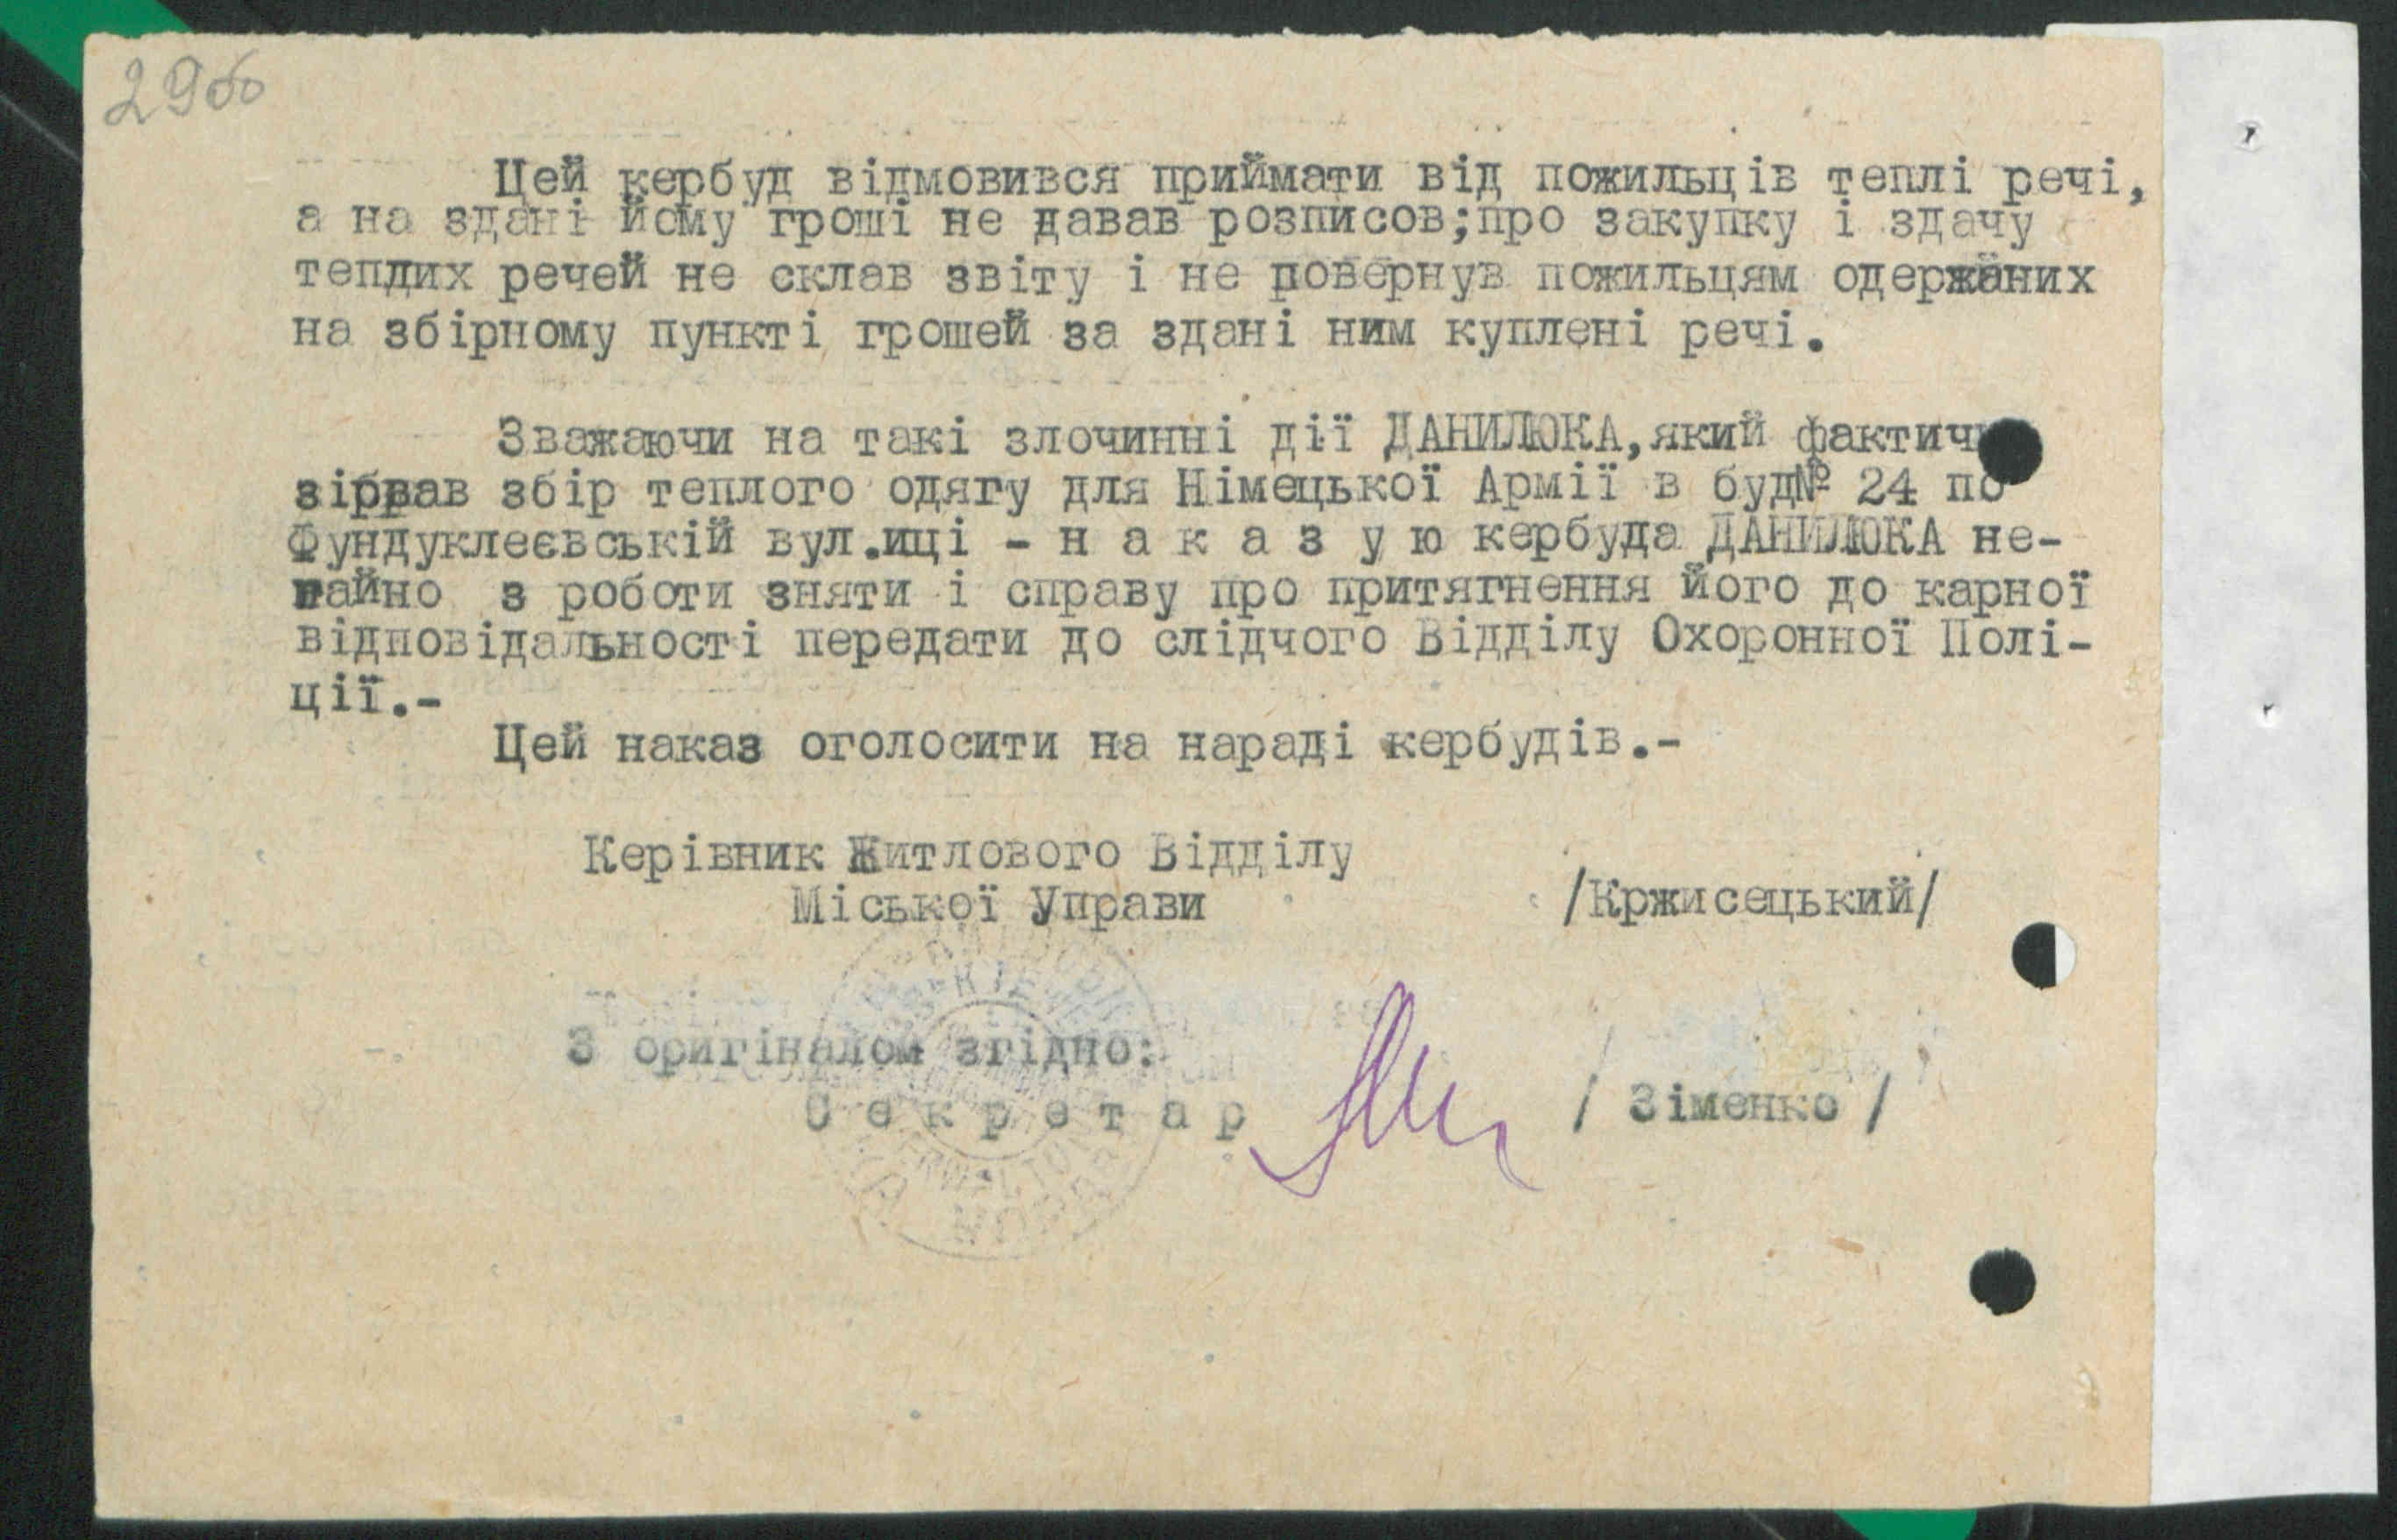 29об
Цей кербуд відмовився приймати від пожильців теплі речі,
а на здані йому гроші не давав розписов;про закупку і здачу
теплих речей не склав звіту і не повернув пожильцям одержаних
на збірному пункті грошей за здані ним куплені речі.
Зважаючи на такі злочинні дії ДАНИЛЮКА,який фактич
зірвав збір теплого одягу для Німецької Армії в буд№ 24 по
Фундуклеєвській вул.иці - н а к а з у ю кербуда ДАНИЛЮКА не-
гайно з роботи зняти і справу про притягнення його до карної
відповідальності передати до слідчого Відділу Охоронної Полі-
ції.-
Цей наказ оголосити на нараді кербудів.-
Керівник Житлового Відділу
Міської Управи /Кржисецький/
З оригіналом згідно:
С е к р е т а р / Зіменко /